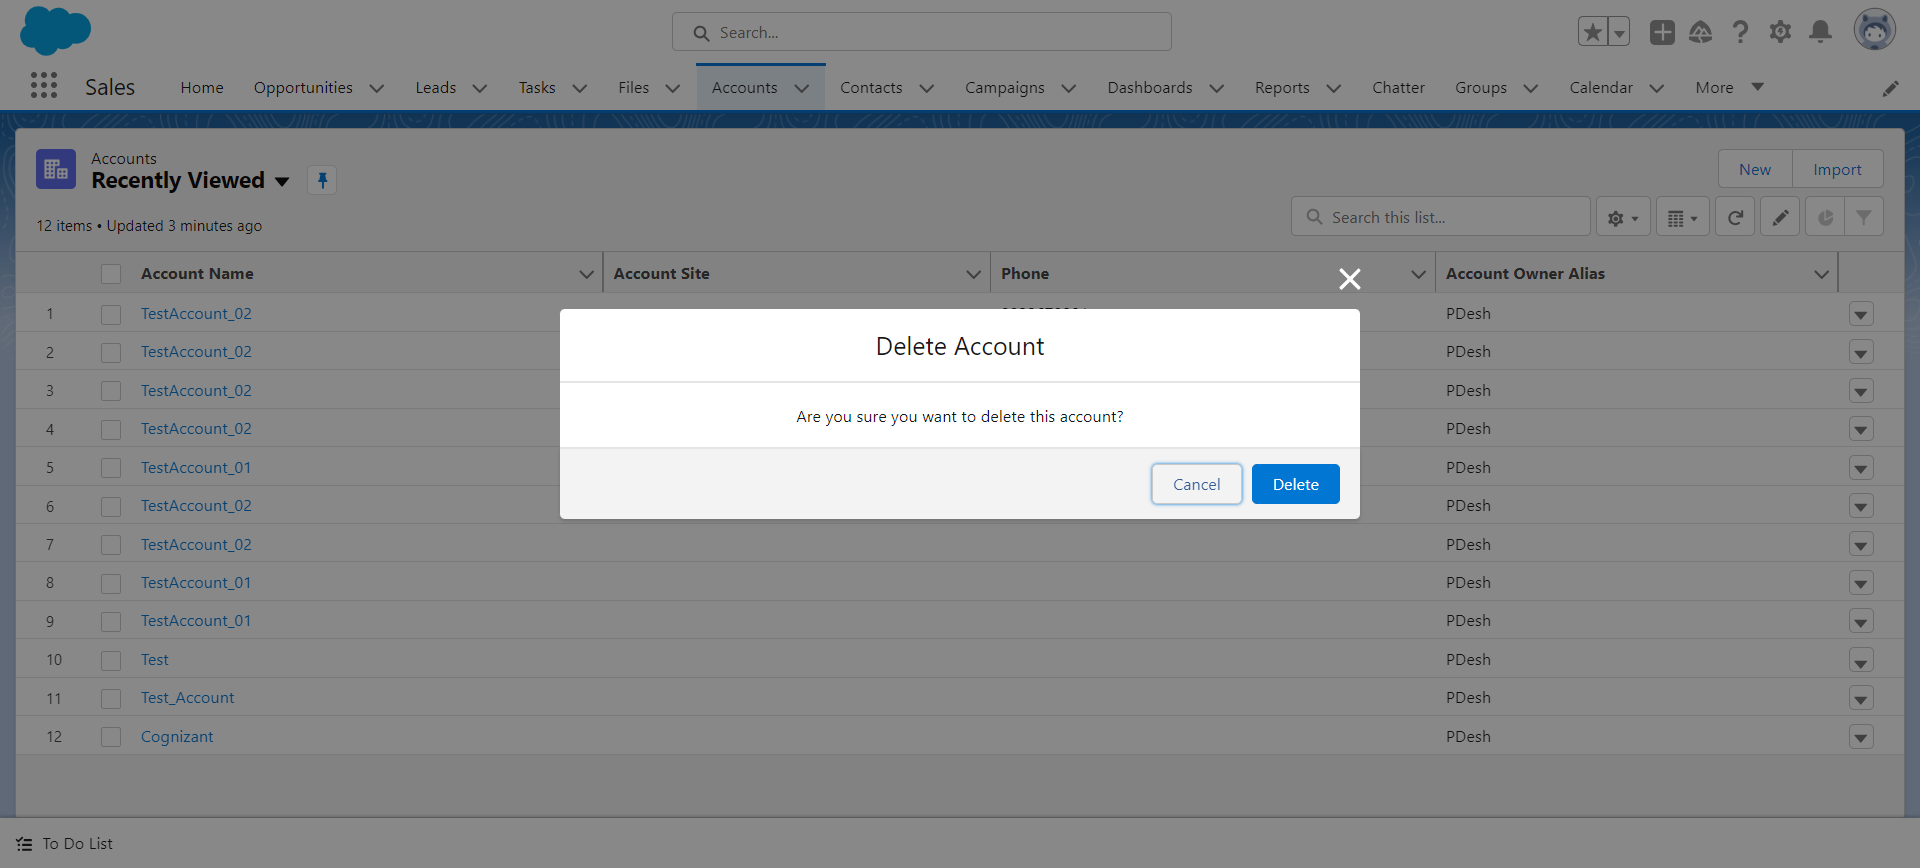 Search...
Sales Home Opportunities Leads Tasks Files Accounts Contacts Campaigns Dashboards Reports Chatter Groups Calendar More
Accounts
Recently Viewed
New Import
12 items • Updated 3 minutes ago
Search this list...
Account Name Account Site Phone Account Owner Alias
1 TestAccount_02 PDesh
2 TestAccount_02 PDesh
3 TestAccount_02 PDesh
4 TestAccount_02 PDesh
5 TestAccount_01 PDesh
6 TestAccount_02 PDesh
7 TestAccount_02 PDesh
8 TestAccount_01 PDesh
9 TestAccount_01 PDesh
10 Test PDesh
11 Test_Account PDesh
12 Cognizant PDesh
Delete Account
Are you sure you want to delete this account?
Cancel Delete
To Do List